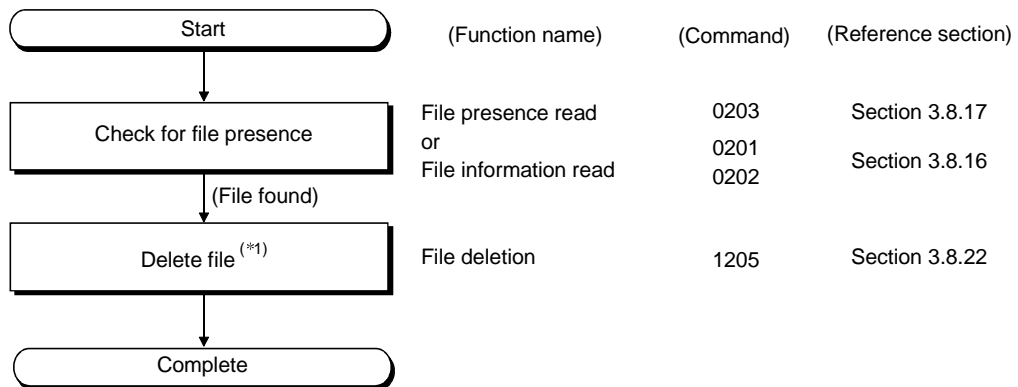 Start (Function name) (Command) (Reference section)
Check for file presence
File presence read 0203 Section 3.8.17
or
File information read
0201
0202
Section 3.8.16
(File found)
Delete file (*1) File deletion 1205 Section 3.8.22
Complete